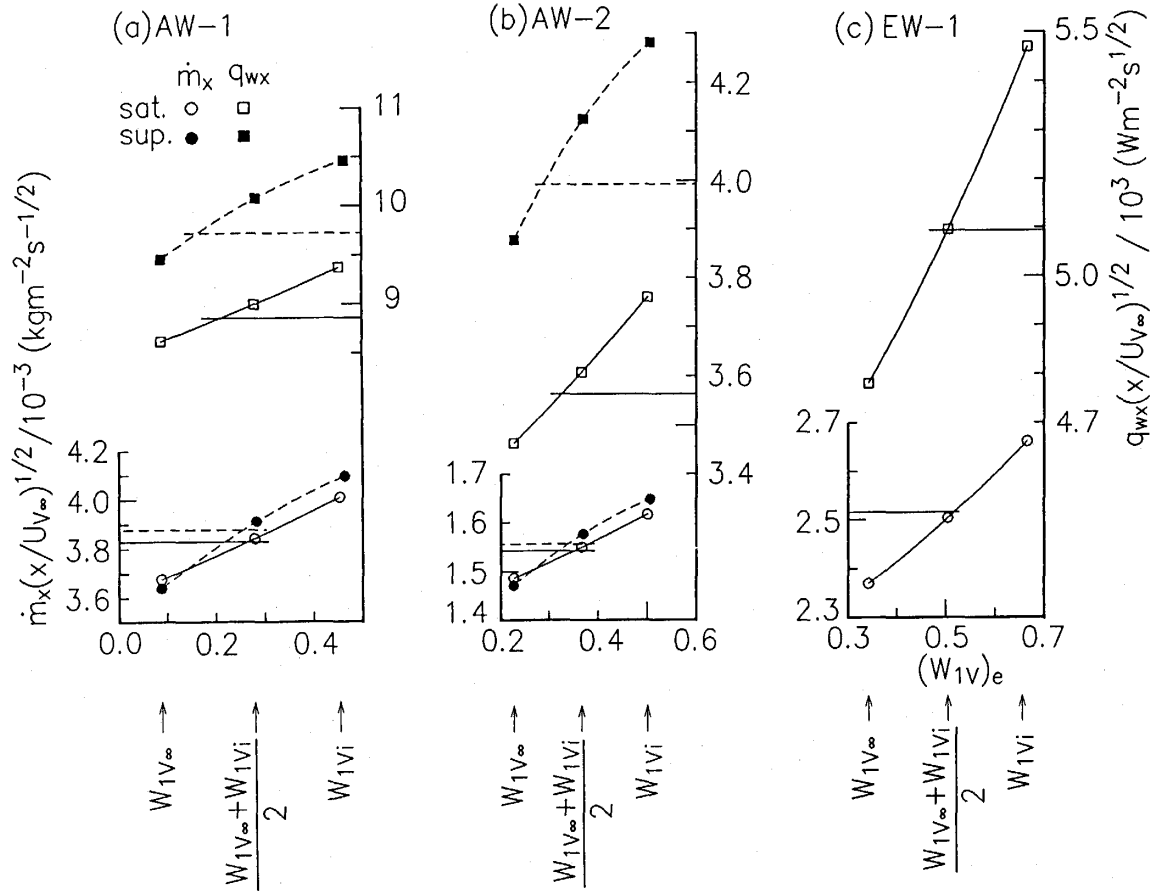 (a) AW-1
(b) AW-2
(c) EW-1
ṁx qwx
sat.
sup.
11
10
9
4.2
4.0
3.8
3.6
0.0 0.2 0.4
4.2
4.0
3.8
3.6
3.4
1.7
1.6
1.5
1.4
0.2 0.4 0.6
5.5
5.0
4.7
2.7
2.5
2.3
0.3 0.5 0.7
(W1V)e
ṁx(x/UV∞)1/2/10−3 (kgm−2s−1/2)
qwx(x/UV∞)1/2 / 103 (Wm−2s1/2)
W1V∞
W1V∞+W1Vi
2
W1Vi
W1V∞
W1V∞+W1Vi
2
W1Vi
W1V∞
W1V∞+W1Vi
2
W1Vi